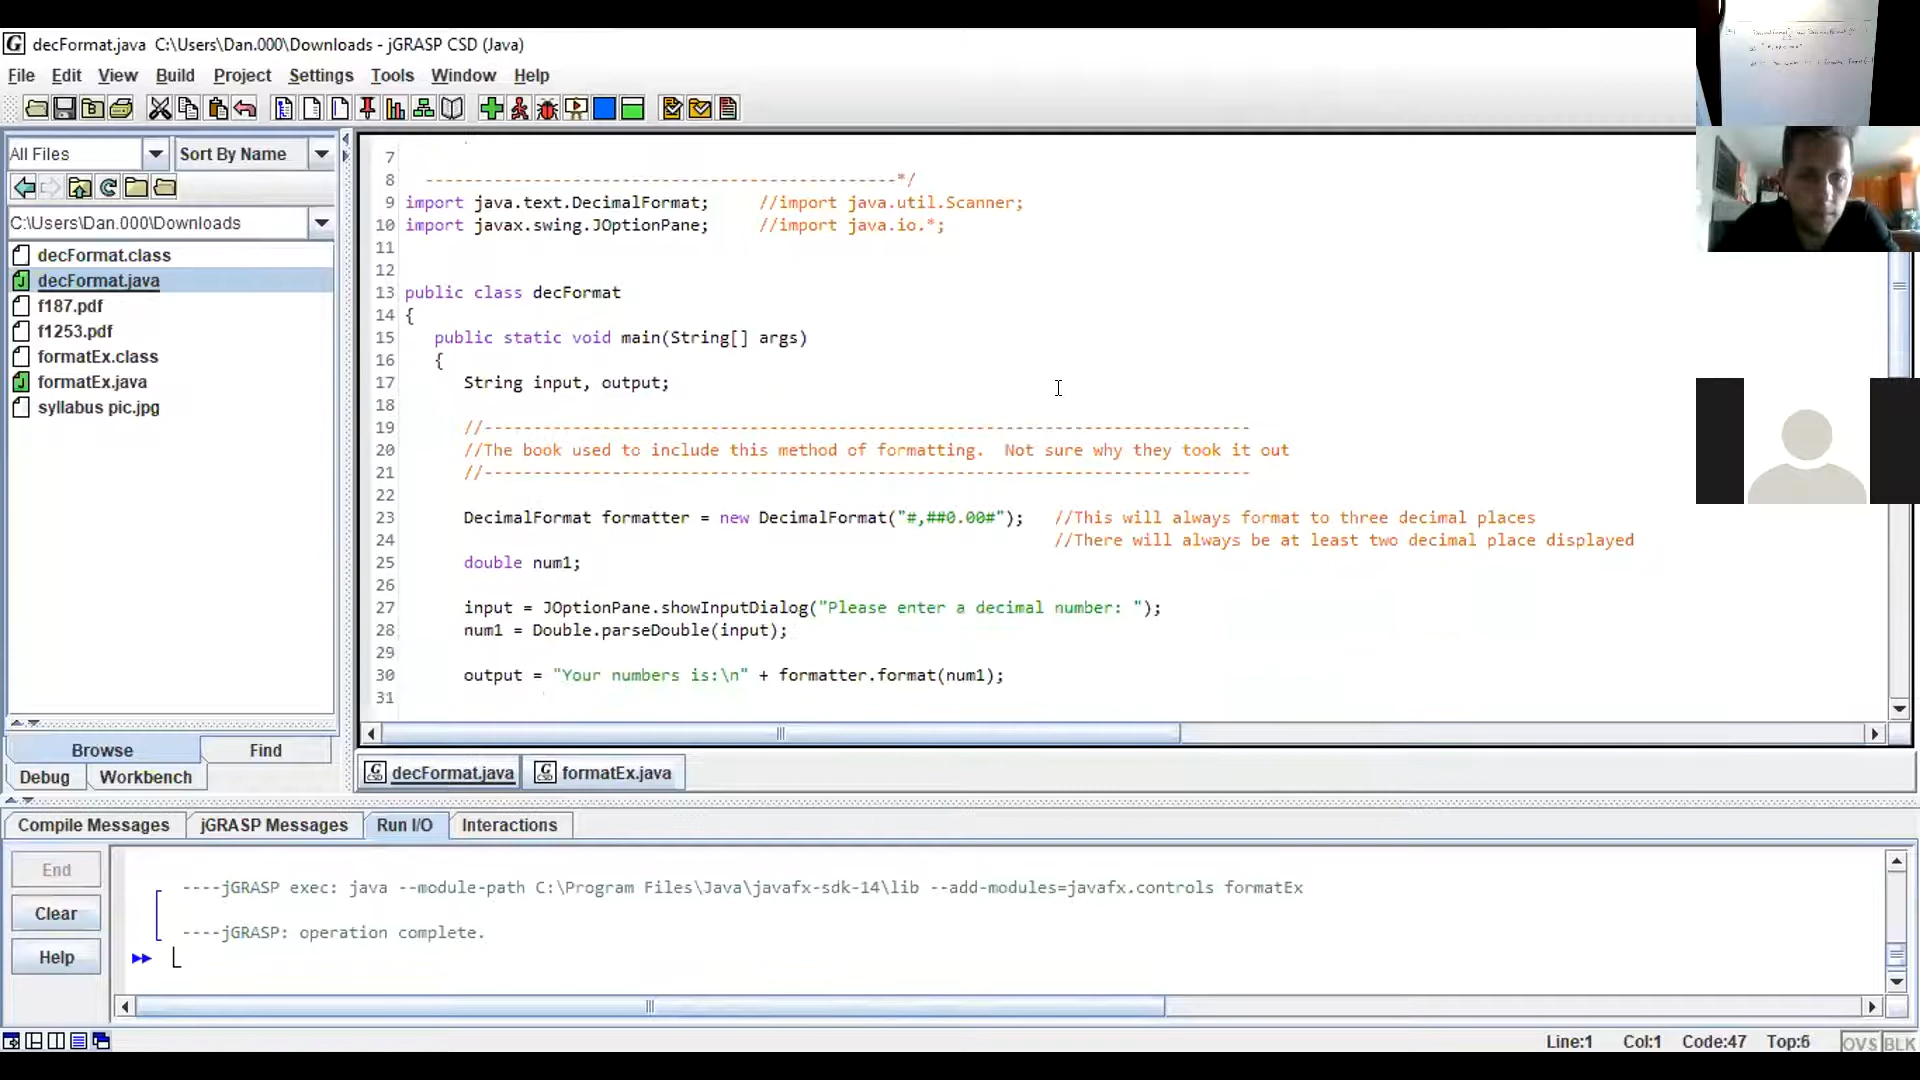 decFormat.java C:\Users\Dan.000\Downloads - jGRASP CSD (Java)
File Edit View Build Project Settings Tools Window Help
All Files Sort By Name
C:\Users\Dan.000\Downloads
decFormat.class
decFormat.java
f187.pdf
f1253.pdf
formatEx.class
formatEx.java
syllabus pic.jpg
Browse Find
Debug Workbench
7
8 -----------------------------------------------*/
9 import java.text.DecimalFormat; //import java.util.Scanner;
10 import javax.swing.JOptionPane; //import java.io.*;
11
12
13 public class decFormat
14 {
15 public static void main(String[] args)
16 {
17 String input, output;
18
19 //------------------------------------------------------------------------------
20 //The book used to include this method of formatting. Not sure why they took it out
21 //------------------------------------------------------------------------------
22
23 DecimalFormat formatter = new DecimalFormat("#,##0.00#"); //This will always format to three decimal places
24 //There will always be at least two decimal place displayed
25 double num1;
26
27 input = JOptionPane.showInputDialog("Please enter a decimal number: ");
28 num1 = Double.parseDouble(input);
29
30 output = "Your numbers is:\n" + formatter.format(num1);
31
decFormat.java formatEx.java
Compile Messages jGRASP Messages Run I/O Interactions
End
Clear
Help
----jGRASP exec: java --module-path C:\Program Files\Java\javafx-sdk-14\lib --add-modules=javafx.controls formatEx
----jGRASP: operation complete.
Line:1 Col:1 Code:47 Top:6 OVS BLK